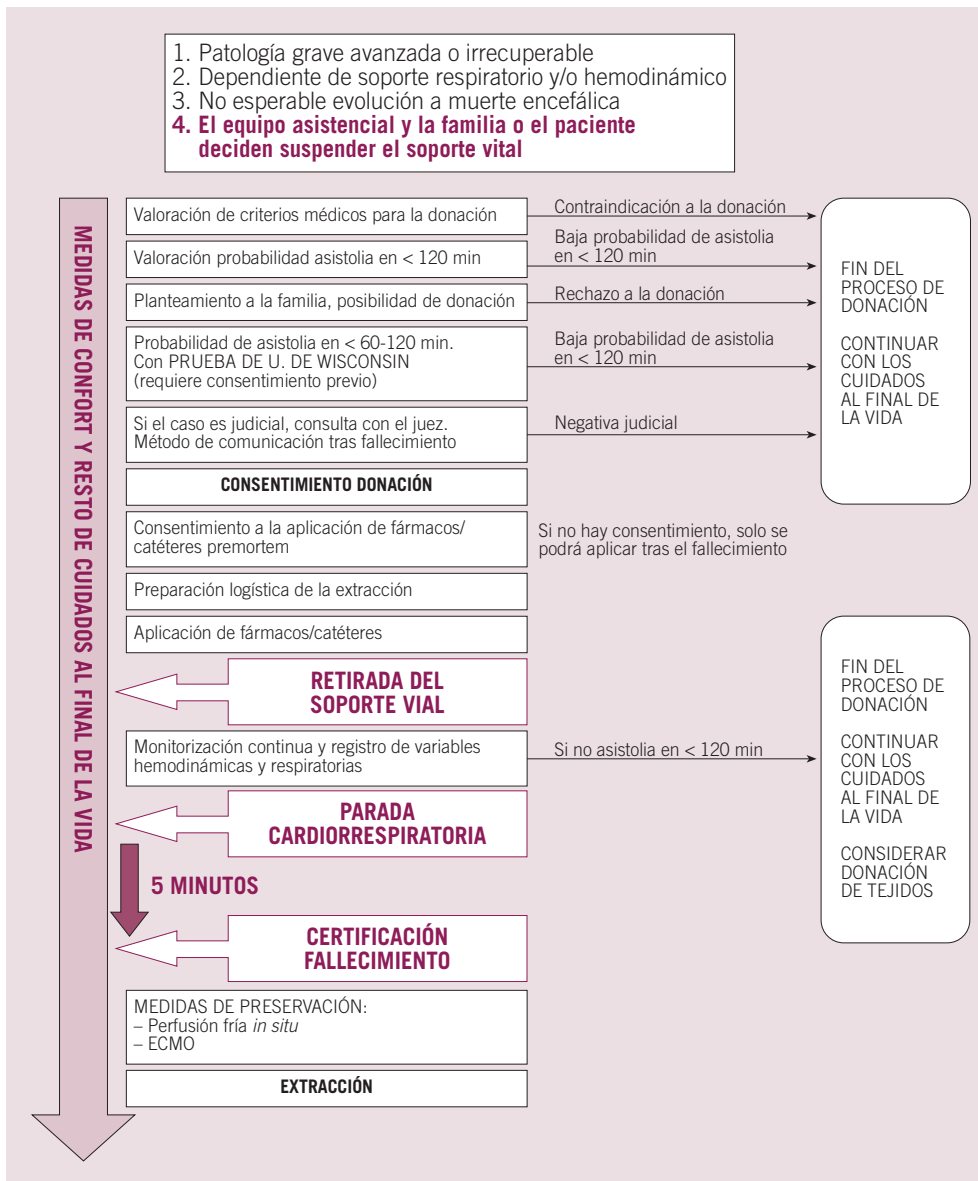 1. Patología grave avanzada o irrecuperable
2. Dependiente de soporte respiratorio y/o hemodinámico
3. No esperable evolución a muerte encefálica
4. El equipo asistencial y la familia o el paciente
deciden suspender el soporte vital
MEDIDAS DE CONFORT Y RESTO DE CUIDADOS AL FINAL DE LA VIDA
Valoración de criterios médicos para la donación
Contraindicación a la donación
Valoración probabilidad asistolia en < 120 min
Baja probabilidad de asistolia
en < 120 min
Planteamiento a la familia, posibilidad de donación
Rechazo a la donación
Probabilidad de asistolia en < 60-120 min.
Con PRUEBA DE U. DE WISCONSIN
(requiere consentimiento previo)
Baja probabilidad de asistolia
en < 120 min
Si el caso es judicial, consulta con el juez.
Método de comunicación tras fallecimiento
Negativa judicial
FIN DEL
PROCESO DE
DONACIÓN
CONTINUAR
CON LOS
CUIDADOS
AL FINAL DE
LA VIDA
CONSENTIMIENTO DONACIÓN
Consentimiento a la aplicación de fármacos/
catéteres premortem
Si no hay consentimiento, solo se
podrá aplicar tras el fallecimiento
Preparación logística de la extracción
Aplicación de fármacos/catéteres
RETIRADA DEL
SOPORTE VIAL
Monitorización continua y registro de variables
hemodinámicas y respiratorias
Si no asistolia en < 120 min
FIN DEL
PROCESO DE
DONACIÓN
CONTINUAR
CON LOS
CUIDADOS
AL FINAL DE
LA VIDA
CONSIDERAR
DONACIÓN
DE TEJIDOS
PARADA
CARDIORRESPIRATORIA
5 MINUTOS
CERTIFICACIÓN
FALLECIMIENTO
MEDIDAS DE PRESERVACIÓN:
– Perfusión fría in situ
– ECMO
EXTRACCIÓN